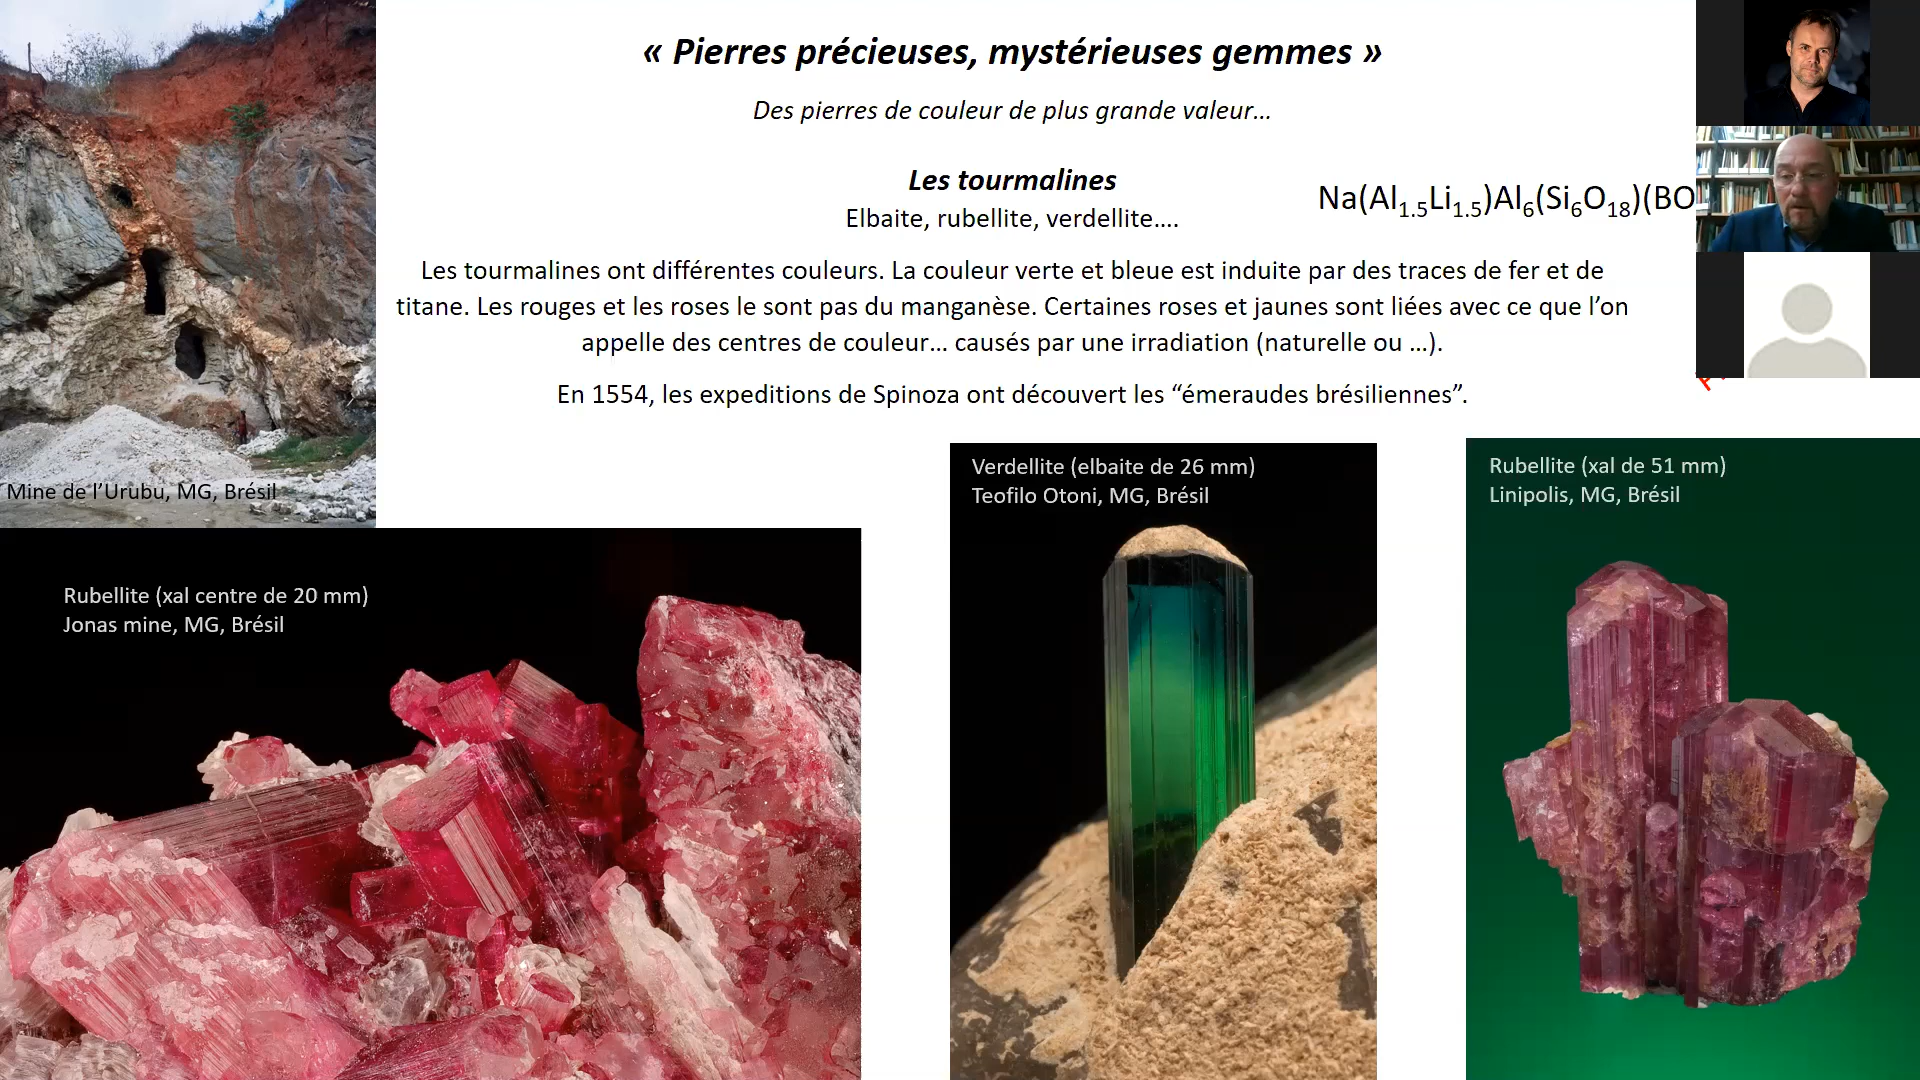 « Pierres précieuses, mystérieuses gemmes »
Des pierres de couleur de plus grande valeur...
Les tourmalines
Elbaite, rubellite, verdellite....
Na(Al1.5Li1.5)Al6(Si6O18)(BO
Les tourmalines ont différentes couleurs. La couleur verte et bleue est induite par des traces de fer et de
titane. Les rouges et les roses le sont pas du manganèse. Certaines roses et jaunes sont liées avec ce que l’on
appelle des centres de couleur... causés par une irradiation (naturelle ou ...).
En 1554, les expeditions de Spinoza ont découvert les “émeraudes brésiliennes”.
Mine de l’Urubu, MG, Brésil
Rubellite (xal centre de 20 mm)
Jonas mine, MG, Brésil
Verdellite (elbaite de 26 mm)
Teofilo Otoni, MG, Brésil
Rubellite (xal de 51 mm)
Linipolis, MG, Brésil